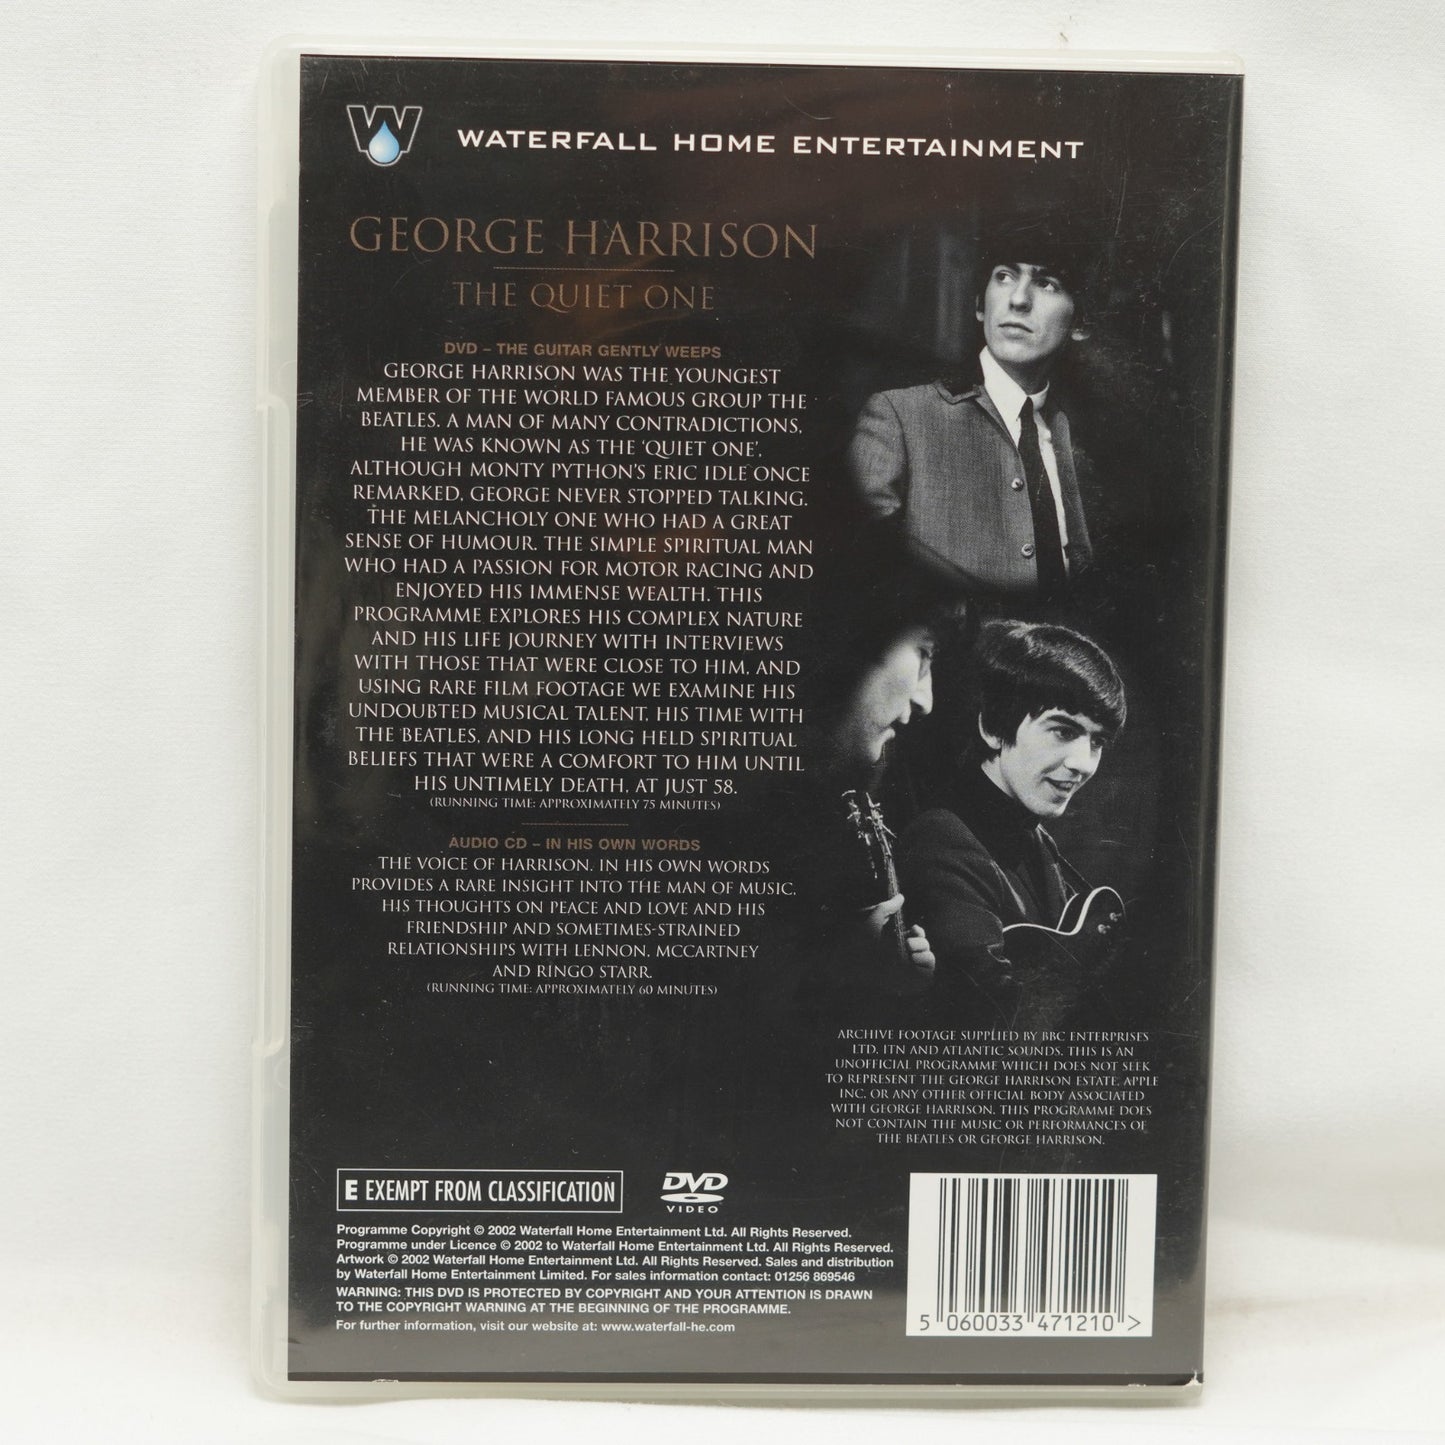 W
WATERFALL HOME ENTERTAINMENT
GEORGE HARRISON
THE QUIET ONE
DVD – THE GUITAR GENTLY WEEPS
GEORGE HARRISON WAS THE YOUNGEST
MEMBER OF THE WORLD FAMOUS GROUP THE
BEATLES. A MAN OF MANY CONTRADICTIONS,
HE WAS KNOWN AS THE 'QUIET ONE',
ALTHOUGH MONTY PYTHON'S ERIC IDLE ONCE
REMARKED, GEORGE NEVER STOPPED TALKING.
THE MELANCHOLY ONE WHO HAD A GREAT
SENSE OF HUMOUR. THE SIMPLE SPIRITUAL MAN
WHO HAD A PASSION FOR MOTOR RACING AND
ENJOYED HIS IMMENSE WEALTH. THIS
PROGRAMME EXPLORES HIS COMPLEX NATURE
AND HIS LIFE JOURNEY WITH INTERVIEWS
WITH THOSE THAT WERE CLOSE TO HIM, AND
USING RARE FILM FOOTAGE WE EXAMINE HIS
UNDOUBTED MUSICAL TALENT, HIS TIME WITH
THE BEATLES, AND HIS LONG HELD SPIRITUAL
BELIEFS THAT WERE A COMFORT TO HIM UNTIL
HIS UNTIMELY DEATH, AT JUST 58.
(RUNNING TIME: APPROXIMATELY 75 MINUTES)
AUDIO CD – IN HIS OWN WORDS
THE VOICE OF HARRISON. IN HIS OWN WORDS
PROVIDES A RARE INSIGHT INTO THE MAN OF MUSIC.
HIS THOUGHTS ON PEACE AND LOVE AND HIS
FRIENDSHIP AND SOMETIMES-STRAINED
RELATIONSHIPS WITH LENNON, MCCARTNEY
AND RINGO STARR.
(RUNNING TIME: APPROXIMATELY 60 MINUTES)
ARCHIVE FOOTAGE SUPPLIED BY BBC ENTERPRISES
LTD, ITN AND ATLANTIC SOUNDS. THIS IS AN
UNOFFICIAL PROGRAMME WHICH DOES NOT SEEK
TO REPRESENT THE GEORGE HARRISON ESTATE, APPLE
INC. OR ANY OTHER OFFICIAL BODY ASSOCIATED
WITH GEORGE HARRISON. THIS PROGRAMME DOES
NOT CONTAIN THE MUSIC OR PERFORMANCES OF
THE BEATLES OR GEORGE HARRISON.
E EXEMPT FROM CLASSIFICATION
DVD
VIDEO
Programme Copyright © 2002 Waterfall Home Entertainment Ltd. All Rights Reserved.
Programme under Licence © 2002 to Waterfall Home Entertainment Ltd. All Rights Reserved.
Artwork © 2002 Waterfall Home Entertainment Ltd. All Rights Reserved. Sales and distribution
by Waterfall Home Entertainment Limited. For sales information contact: 01256 869546
WARNING: THIS DVD IS PROTECTED BY COPYRIGHT AND YOUR ATTENTION IS DRAWN
TO THE COPYRIGHT WARNING AT THE BEGINNING OF THE PROGRAMME.
For further information, visit our website at: www.waterfall-he.com
5 060033 471210 >